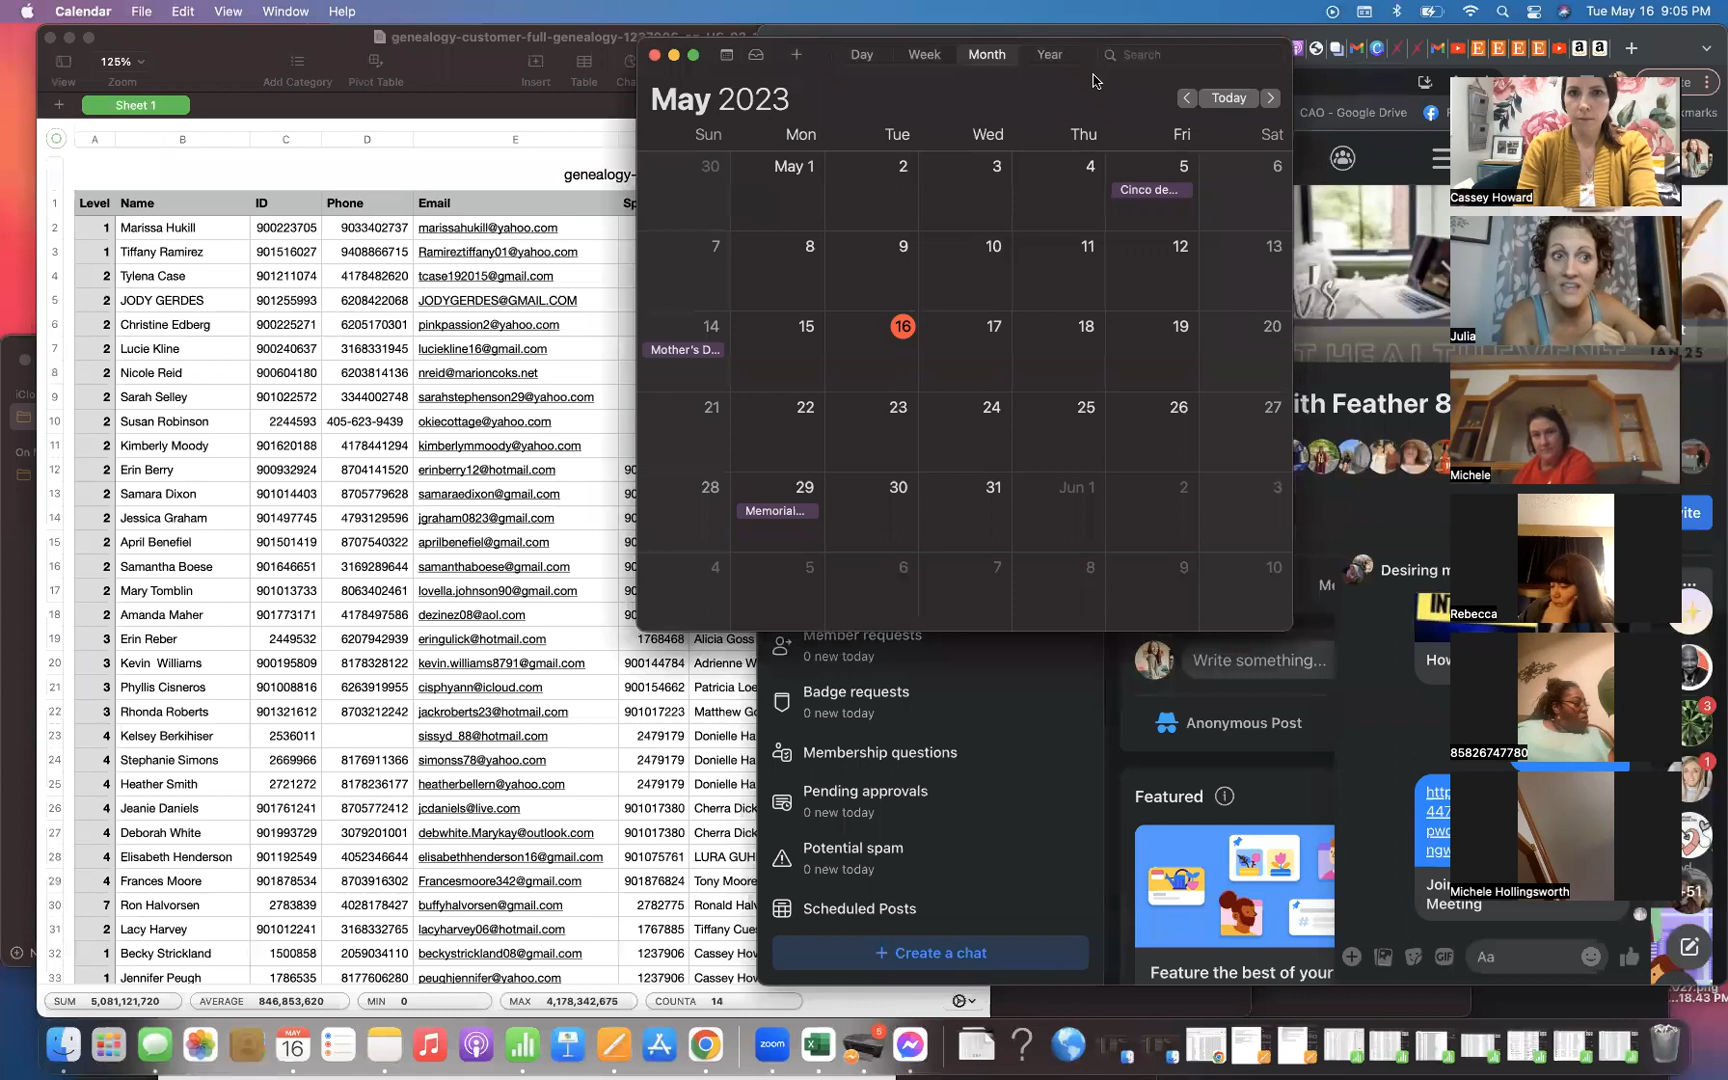 Calendar File Edit View Window Help
Tue May 16 9:05 PM
125%
View Zoom
Add Category Pivot Table
Insert Table
Sheet 1
A B C D E
genealogy-
Level Name ID Phone Email
1 Marissa Hukill 900223705 9033402737 marissahukill@yahoo.com
1 Tiffany Ramirez 901516027 9408866715 Ramireztiffany01@yahoo.com
2 Tylena Case 901211074 4178482620 tcase192015@gmail.com
2 JODY GERDES 901255993 6208422068 JODYGERDES@GMAIL.COM
2 Christine Edberg 900225271 6205170301 pinkpassion2@yahoo.com
2 Lucie Kline 900240637 3168331945 luciekline16@gmail.com
2 Nicole Reid 900604180 6203814136 nreid@marioncoks.net
2 Sarah Selley 901022572 3344002748 sarahstephenson29@yahoo.com
2 Susan Robinson 2244593 405-623-9439 okiecottage@yahoo.com
2 Kimberly Moody 901620188 4178441294 kimberlymmoody@yahoo.com
2 Erin Berry 900932924 8704141520 erinberry12@hotmail.com
2 Samara Dixon 901014403 8705779628 samaraedixon@gmail.com
2 Jessica Graham 901497745 4793129596 jgraham0823@gmail.com
2 April Benefiel 901501419 8707540322 aprilbenefiel@gmail.com
2 Samantha Boese 901646651 3169289644 samanthaboese@gmail.com
2 Mary Tomblin 901013733 8063402461 lovella.johnson90@gmail.com
2 Amanda Maher 901773171 4178497586 dezinez08@aol.com
3 Erin Reber 2449532 6207942939 eringulick@hotmail.com 1768468 Alicia Goss
3 Kevin Williams 900195809 8178328122 kevin.williams8791@gmail.com 900144784 Adrienne W
3 Phyllis Cisneros 901008816 6263919955 cisphyann@icloud.com 900154662 Patricia Loe
3 Rhonda Roberts 901321612 8703212242 jackroberts23@hotmail.com 901017223 Matthew Go
4 Kelsey Berkihiser 2536011 sissyd_88@hotmail.com 2479179 Donielle Ha
4 Stephanie Simons 2669966 8176911366 simonss78@yahoo.com 2479179 Donielle Ha
4 Heather Smith 2721272 8178236177 heatherbellern@yahoo.com 2479179 Donielle Ha
4 Jeanie Daniels 901761241 8705772412 jcdaniels@live.com 901017380 Cherra Dick
4 Deborah White 901993729 3079201001 debwhite.Marykay@outlook.com 901017380 Cherra Dick
4 Elisabeth Henderson 901192549 4052346644 elisabethhenderson16@gmail.com 901765251 LURA GUH
4 Frances Moore 901878534 8703916302 Francesmoore342@gmail.com 901876824 Tony Moore
7 Ron Halvorsen 2783839 4028178427 buffyhalvorsen@gmail.com 2782775 Ronald Hal
2 Lacy Harvey 901012241 3168332765 lacyharvey06@hotmail.com 1767885 Tiffany Cues
1 Becky Strickland 1500858 2059034110 beckystrickland08@gmail.com 1237906 Cassey Hov
1 Jennifer Peugh 1786535 8177606280 peughjennifer@yahoo.com 1237906 Cassey Hov
SUM 5,081,121,720 AVERAGE 846,853,620 MIN 0 MAX 4,178,342,675 COUNTA 14
Day Week Month Year Search
May 2023
Today
Sun Mon Tue Wed Thu Fri Sat
30 May 1 2 3 4 5 6
Cinco de...
7 8 9 10 11 12 13
14 15 16 17 18 19 20
Mother's D...
21 22 23 24 25 26 27
28 29 30 31 Jun 1 2 3
Memorial...
4 5 6 7 8 9 10
CAO - Google Drive
Cassey Howard
Julia
JAN 25
ith Feather 8
Michele
Rebecca
85826747780
Michele Hollingsworth
Desiring m
Member requests
0 new today
Badge requests
0 new today
Membership questions
Pending approvals
0 new today
Potential spam
0 new today
Scheduled Posts
+ Create a chat
Write something...
Anonymous Post
Featured
Feature the best of your
Meeting
GIF Aa
MAY
16
zoom